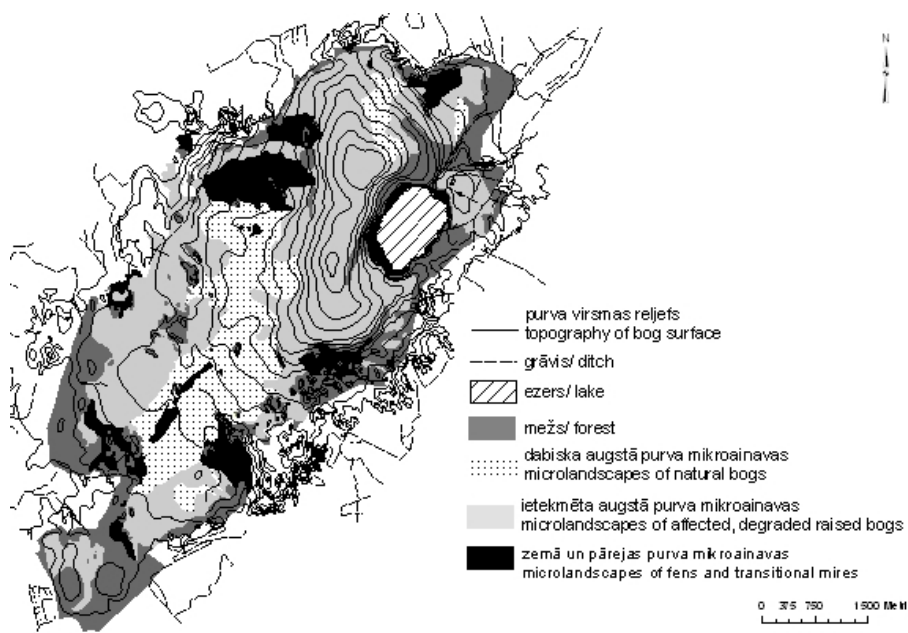 N
purva virsmas reljefs
topography of bog surface
grāvis/ ditch
ezers/ lake
mežs/ forest
dabiska augstā purva mikroainavas
microlandscapes of natural bogs
ietekmēta augstā purva mikroainavas
microlandscapes of affected, degraded raised bogs
zemā un pārejas purva mikroainavas
microlandscapes of fens and transitional mires
0 375 750 1 500 Metri